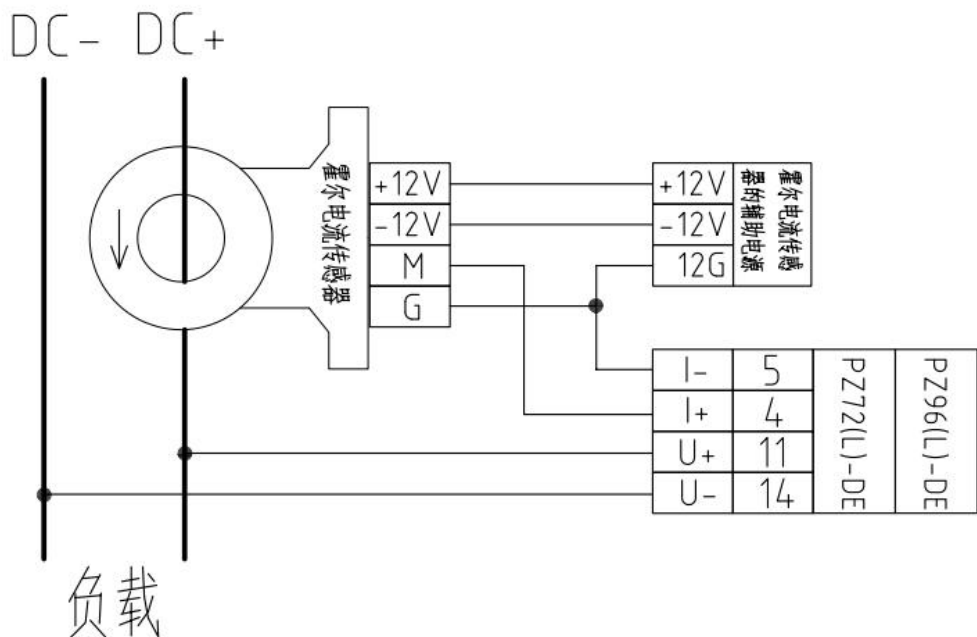 DC- DC+
霍尔电流传感器
+12V
-12V
M
G
+12V
-12V
12G
霍尔电流传感
器的辅助电源
I- 5
I+ 4
U+ 11
U- 14
PZ72(L)-DE
PZ96(L)-DE
负载